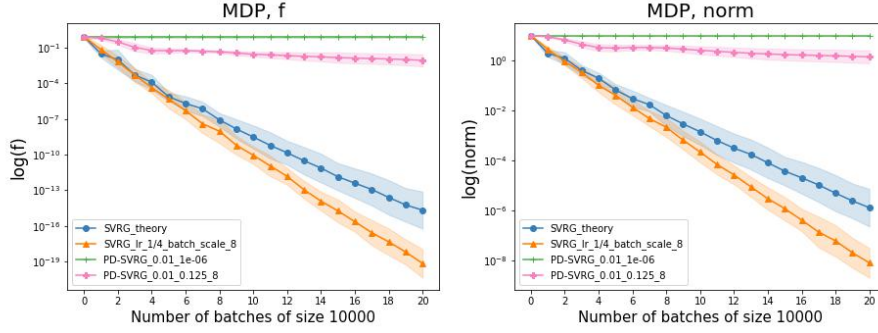 MDP, f
log(f)
10⁻¹
10⁻⁴
10⁻⁷
10⁻¹⁰
10⁻¹³
10⁻¹⁶
10⁻¹⁹
SVRG_theory
SVRG_lr_1/4_batch_scale_8
PD-SVRG_0.01_1e-06
PD-SVRG_0.01_0.125_8
0 2 4 6 8 10 12 14 16 18 20
Number of batches of size 10000
MDP, norm
log(norm)
10⁰
10⁻²
10⁻⁴
10⁻⁶
10⁻⁸
SVRG_theory
SVRG_lr_1/4_batch_scale_8
PD-SVRG_0.01_1e-06
PD-SVRG_0.01_0.125_8
0 2 4 6 8 10 12 14 16 18 20
Number of batches of size 10000